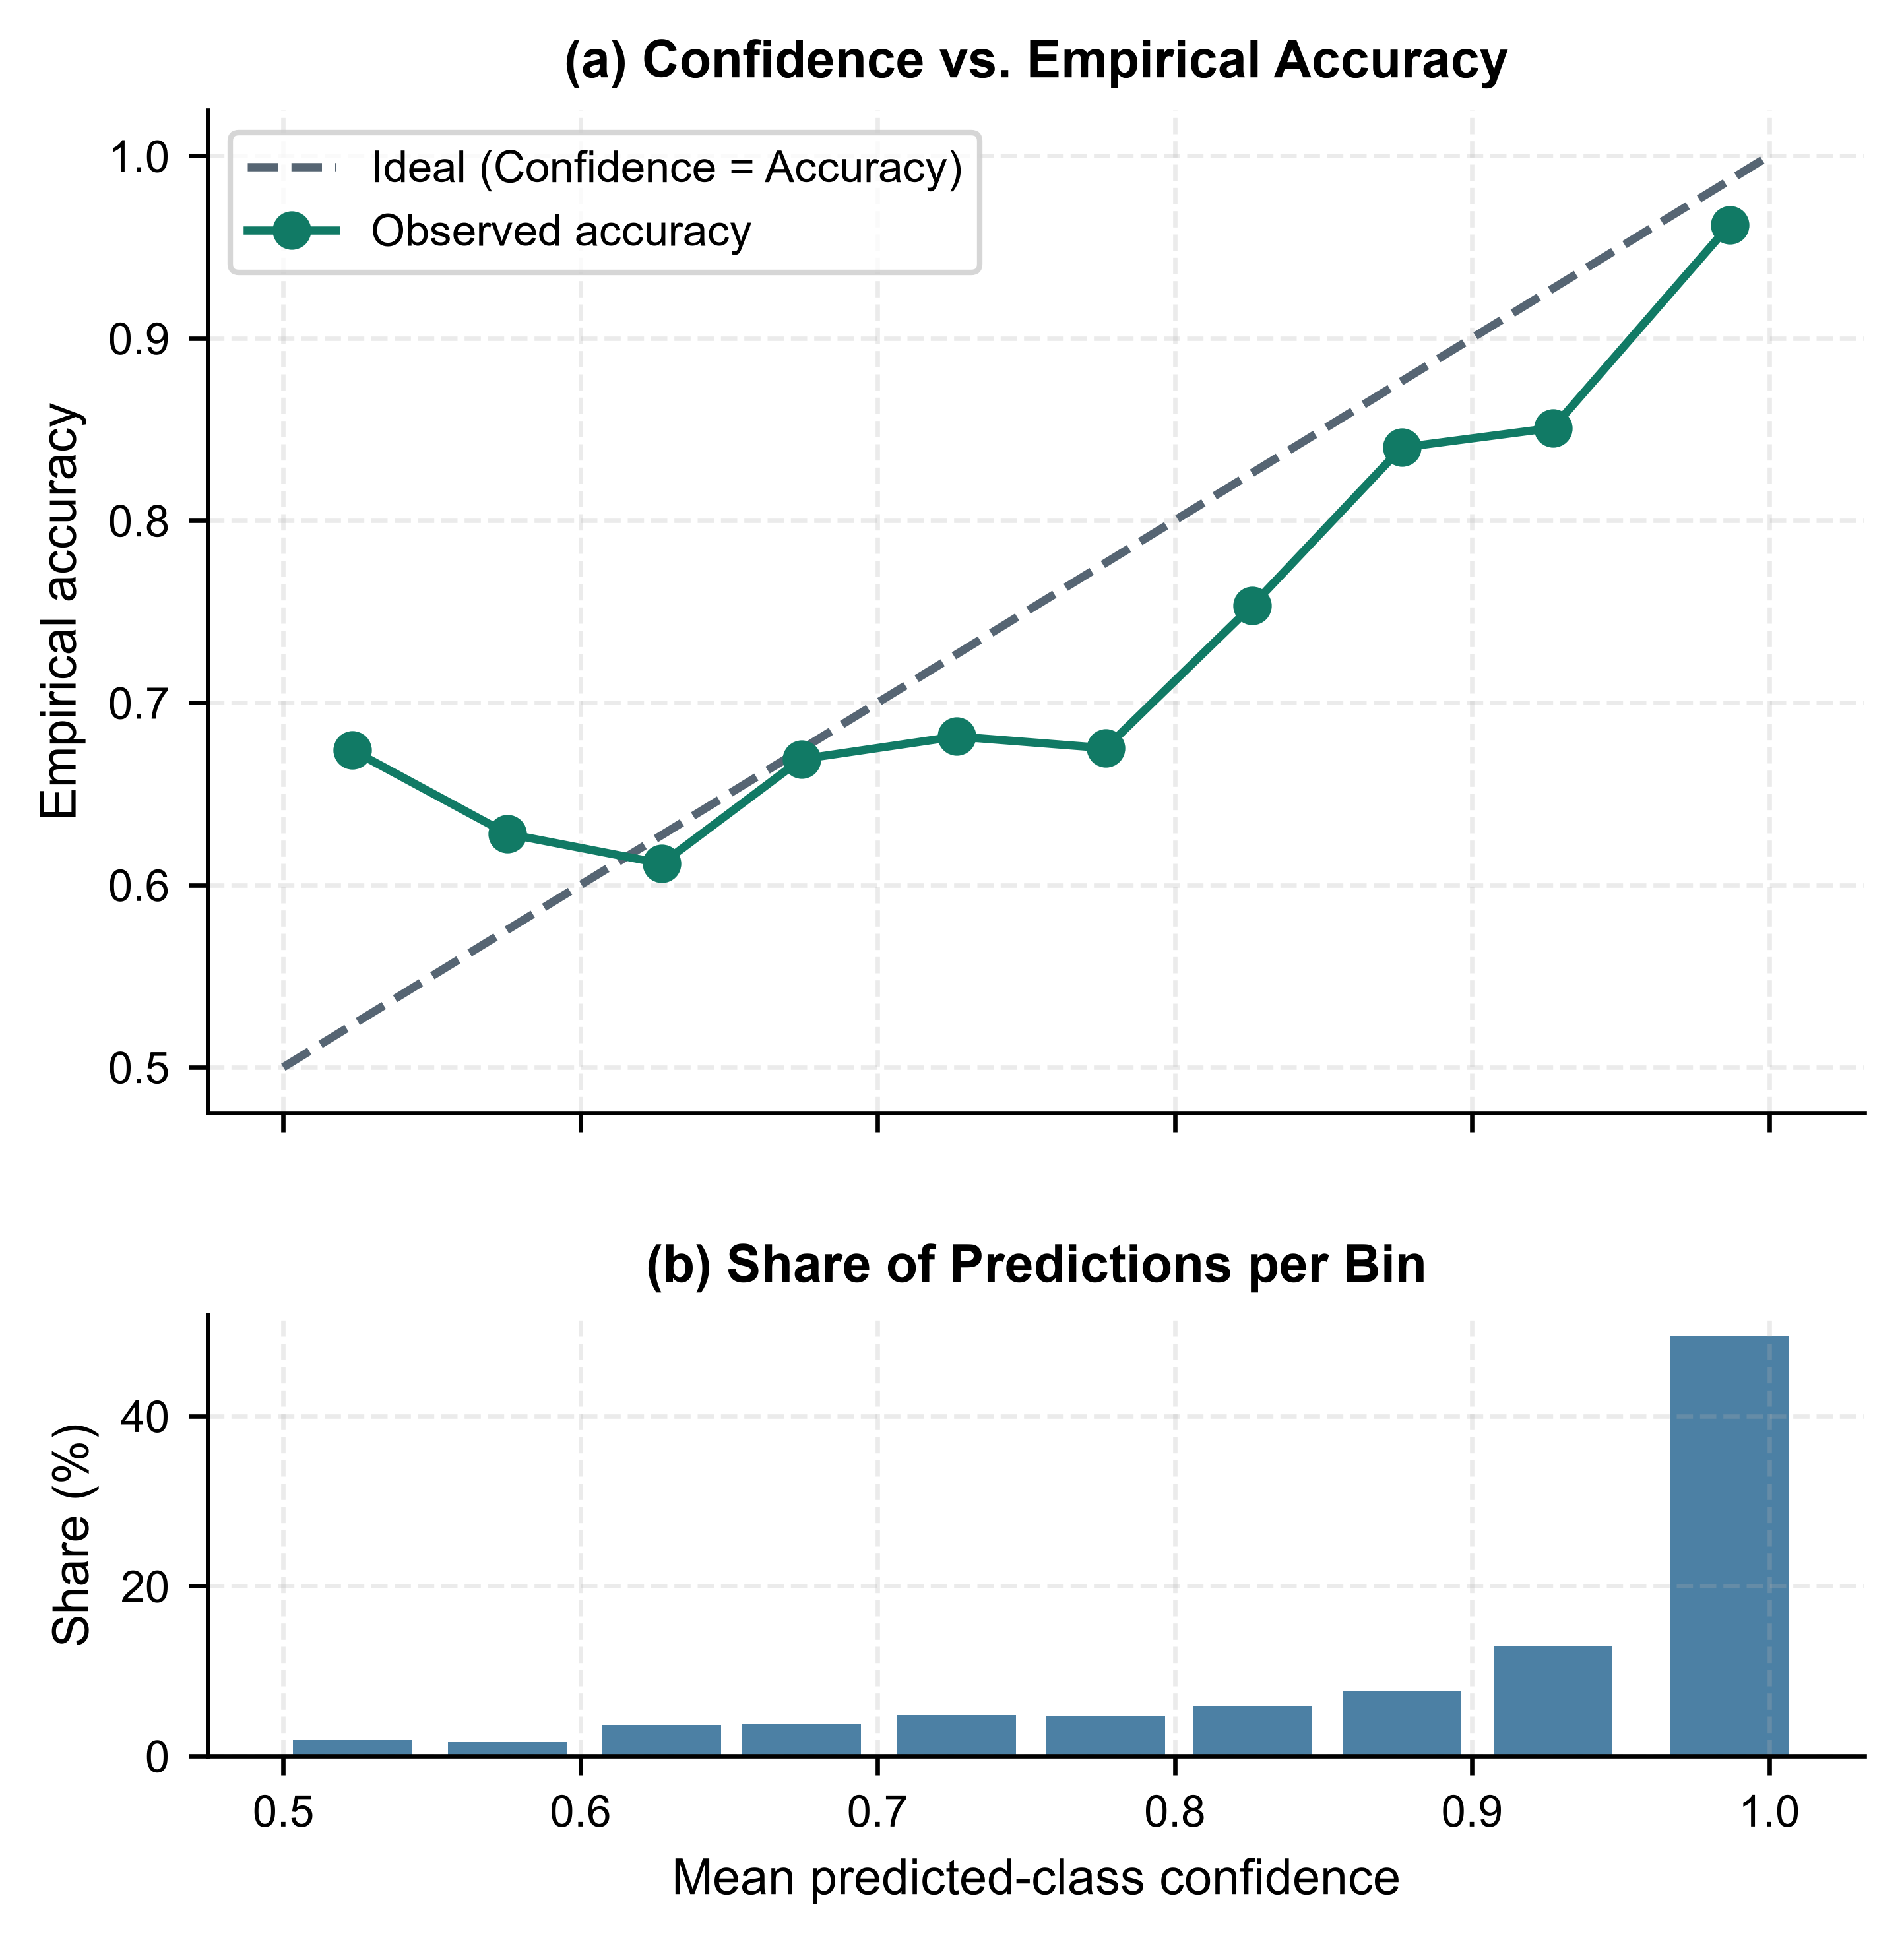 (a) Confidence vs. Empirical Accuracy
Ideal (Confidence = Accuracy)
Observed accuracy
Empirical accuracy
1.0
0.9
0.8
0.7
0.6
0.5
(b) Share of Predictions per Bin
Share (%)
40
20
0
0.5 0.6 0.7 0.8 0.9 1.0
Mean predicted-class confidence